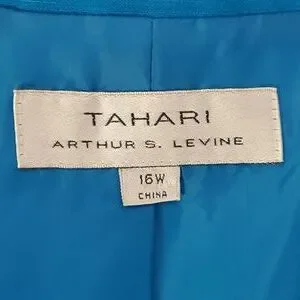 TAHARI
ARTHUR S. LEVINE
16W
CHINA